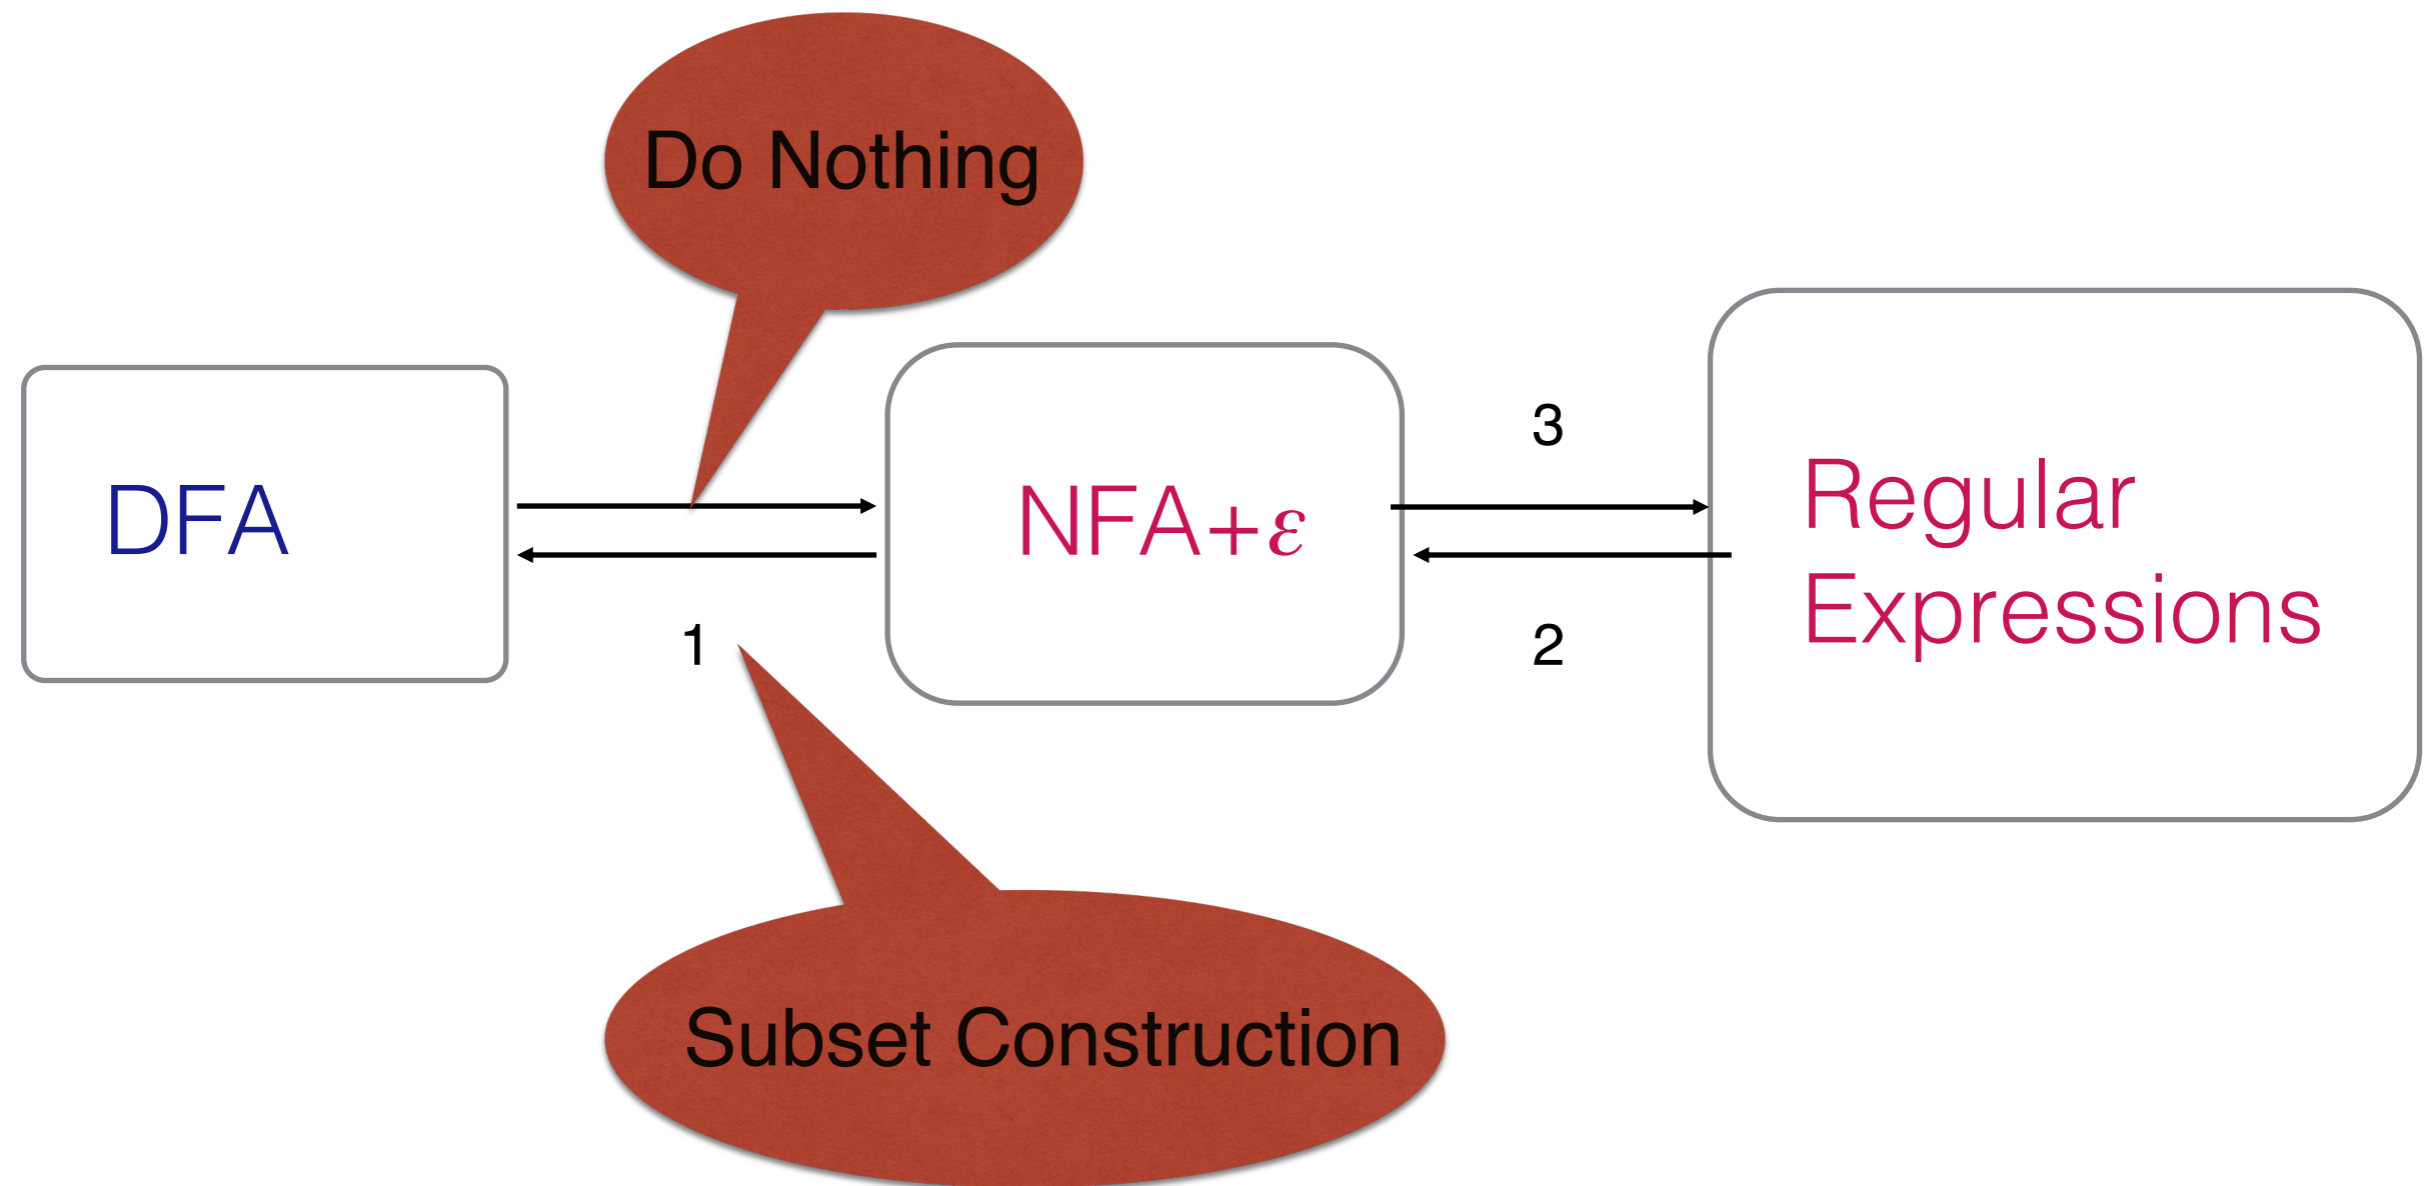 Do Nothing
DFA
NFA+ε
3
Regular
Expressions
1
2
Subset Construction